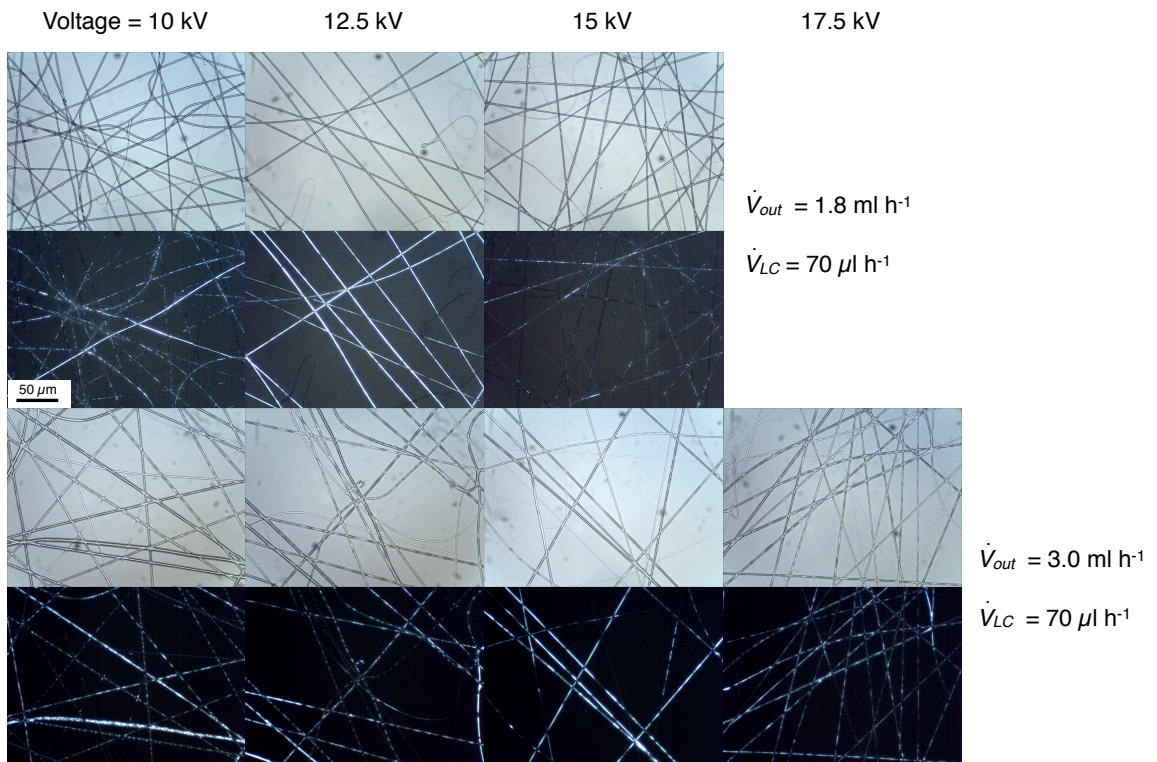 Voltage = 10 kV 12.5 kV 15 kV 17.5 kV
V̇out = 1.8 ml h-1
V̇LC = 70 µl h-1
50 µm
V̇out = 3.0 ml h-1
V̇LC = 70 µl h-1